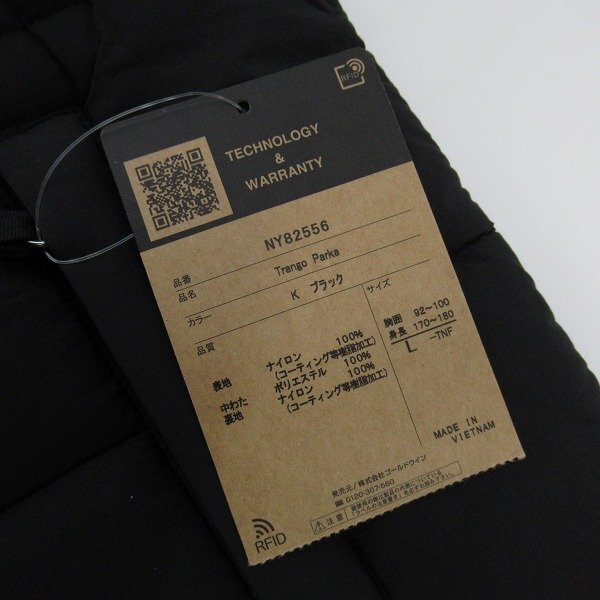 RFID
TECHNOLOGY
&
WARRANTY
品番 NY82556
品名 Trango Parka
カラー K ブラック
サイズ
胸囲 92~100
身長 170~180
L -TNF
品質
表地 ナイロン 100%
(コーティング等樹脂加工)
中わた ポリエステル 100%
裏地 ナイロン 100%
(コーティング等樹脂加工)
MADE IN
VIETNAM
発売元/株式会社ゴールドウイン
☎ 0120-307-560
RFID
⚠注意